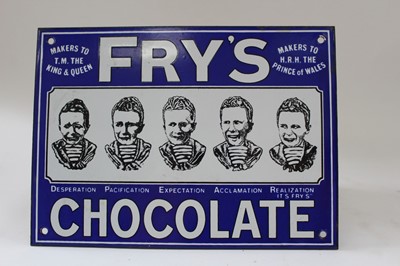 MAKERS TO
T.M. THE
KING & QUEEN
FRY'S
MAKERS TO
H.R.H. THE
PRINCE OF WALES
DESPERATION PACIFICATION EXPECTATION ACCLAMATION REALIZATION
IT'S FRY'S"
CHOCOLATE